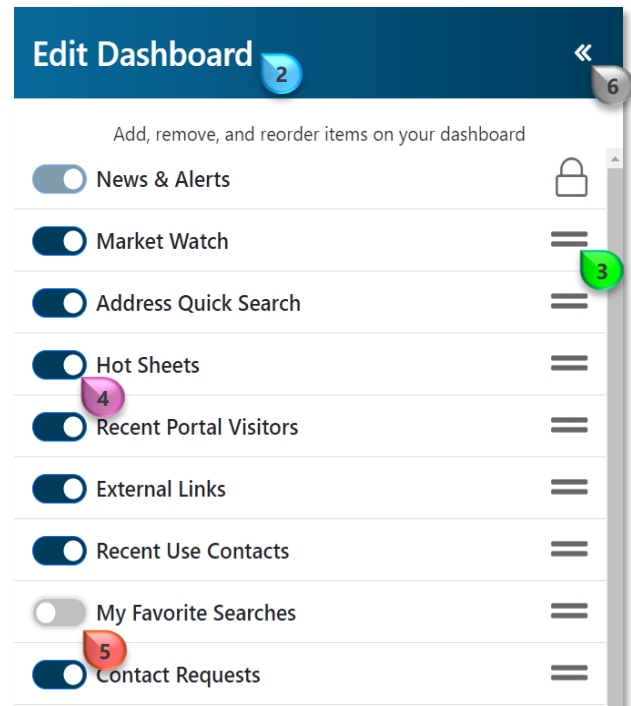 Edit Dashboard
2
«
6
Add, remove, and reorder items on your dashboard
News & Alerts
Market Watch
3
Address Quick Search
Hot Sheets
4
Recent Portal Visitors
External Links
Recent Use Contacts
My Favorite Searches
5
Contact Requests